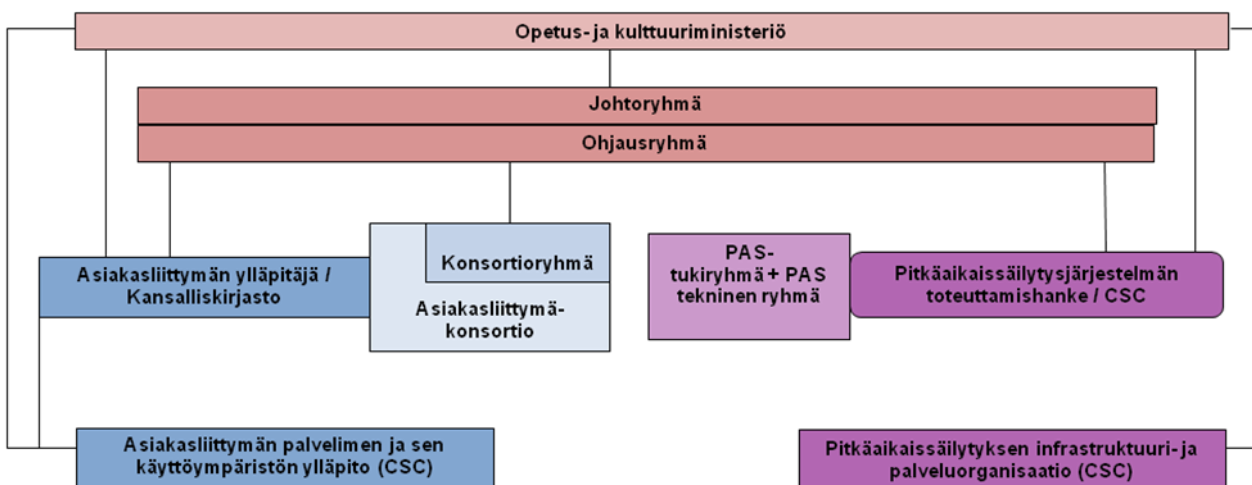 Opetus- ja kulttuuriministeriö
Johtoryhmä
Ohjausryhmä
Asiakasliittymän ylläpitäjä /
Kansalliskirjasto
Konsortioryhmä
Asiakasliittymä-
konsortio
PAS-
tukiryhmä + PAS
tekninen ryhmä
Pitkäaikaissäilytysjärjestelmän
toteuttamishanke / CSC
Asiakasliittymän palvelimen ja sen
käyttöympäristön ylläpito (CSC)
Pitkäaikaissäilytyksen infrastruktuuri- ja
palveluorganisaatio (CSC)